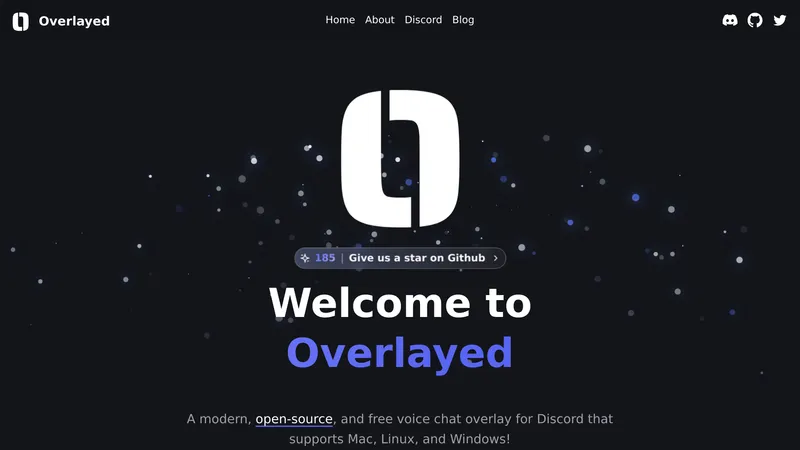 Overlayed
Home About Discord Blog
185 | Give us a star on Github
Welcome to
Overlayed
A modern, open-source, and free voice chat overlay for Discord that
supports Mac, Linux, and Windows!